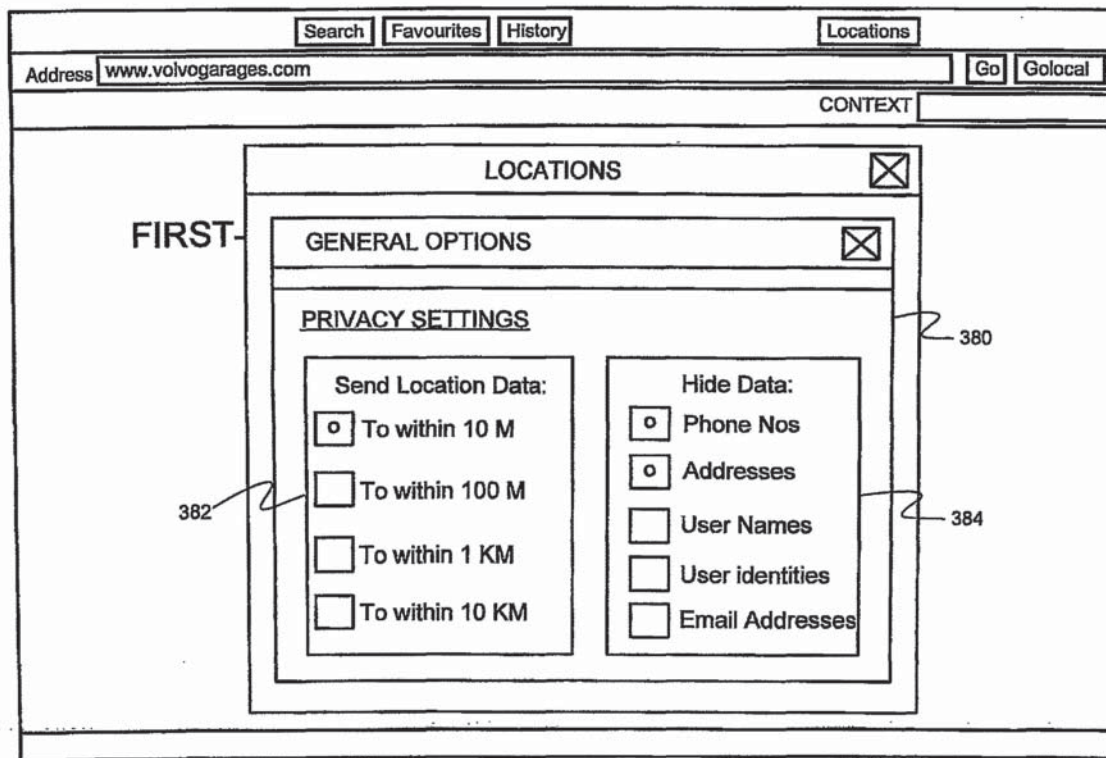 Search Favourites History Locations
Address www.volvogarages.com Go Golocal
CONTEXT
LOCATIONS
FIRST-
GENERAL OPTIONS
PRIVACY SETTINGS
380
Send Location Data:
To within 10 M
To within 100 M
To within 1 KM
To within 10 KM
382
Hide Data:
Phone Nos
Addresses
User Names
User identities
Email Addresses
384